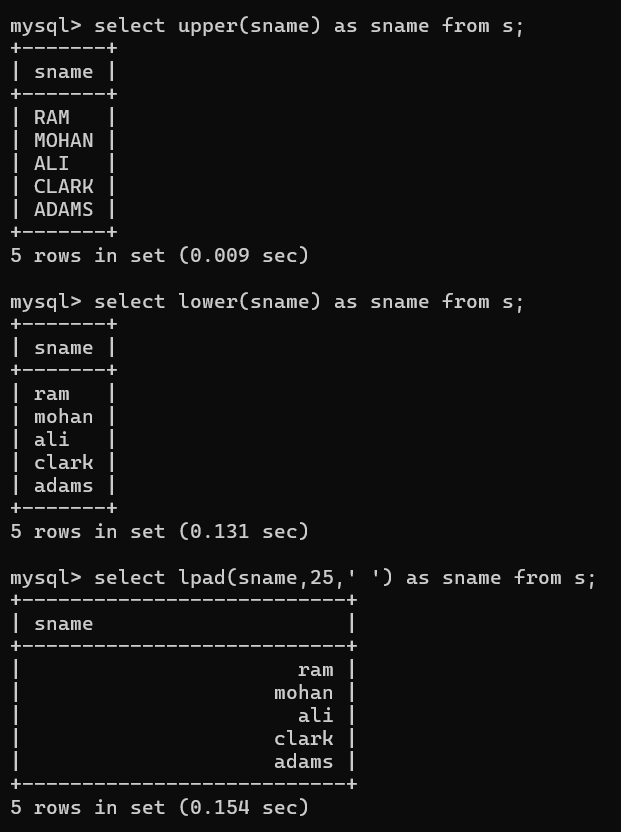 mysql> select upper(sname) as sname from s;
+-------+
| sname |
+-------+
| RAM   |
| MOHAN |
| ALI   |
| CLARK |
| ADAMS |
+-------+
5 rows in set (0.009 sec)

mysql> select lower(sname) as sname from s;
+-------+
| sname |
+-------+
| ram   |
| mohan |
| ali   |
| clark |
| adams |
+-------+
5 rows in set (0.131 sec)

mysql> select lpad(sname,25,' ') as sname from s;
+---------------------------+
| sname                     |
+---------------------------+
|                       ram |
|                     mohan |
|                       ali |
|                     clark |
|                     adams |
+---------------------------+
5 rows in set (0.154 sec)